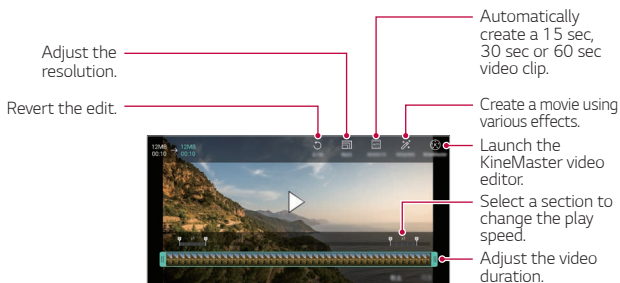 Adjust the
resolution.
Revert the edit.
Automatically
create a 15 sec,
30 sec or 60 sec
video clip.
Create a movie using
various effects.
Launch the
KineMaster video
editor.
Select a section to
change the play
speed.
Adjust the video
duration.
12MB → 12MB
00:10 00:10